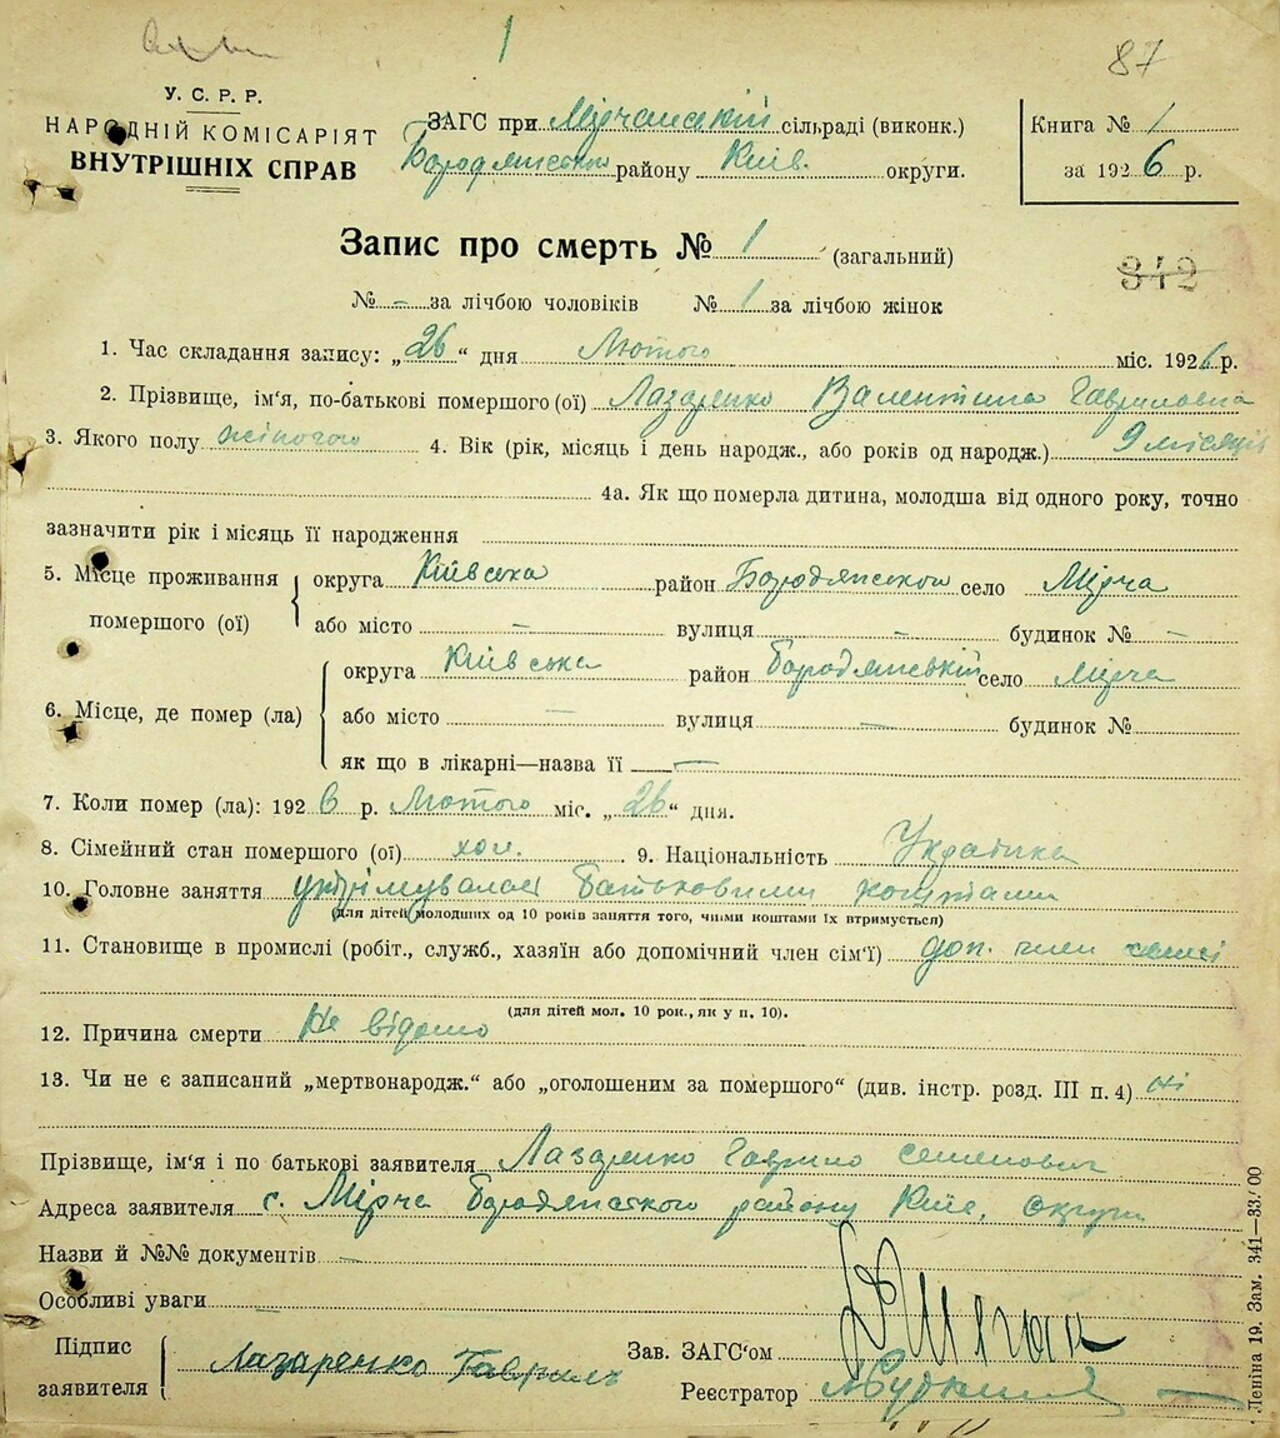 1
87
У. С. Р. Р.
НАРОДНІЙ КОМІСАРІЯТ
ВНУТРІШНІХ СПРАВ
ЗАГС при Мірчанській сільраді (виконк.)
Бородянського району Київ. округи.
Книга № 1
за 1926 р.
Запис про смерть № 1 (загальний)
342
№ – за лічбою чоловіків № 1 за лічбою жінок
1. Час складання запису: „26“ дня Лютого міс. 1926 р.
2. Прізвище, ім'я, по-батькові помершого (ої) Лазаренко Валентина Гавриловна
3. Якого полу жіночого 4. Вік (рік, місяць і день народж., або років од народж.) 9 місяців
4а. Як що померла дитина, молодша від одного року, точно
зазначити рік і місяць її народження
5. Місце проживання помершого (ої) округа Київська район Бородянського село Мірча
або місто – вулиця – будинок № –
6. Місце, де помер (ла) округа Київська район Бородянський село Мірча
або місто – вулиця – будинок №
як що в лікарні—назва її —
7. Коли помер (ла): 1926 р. Лютого міс. „26“ дня.
8. Сімейний стан помершого (ої) хол. 9. Національність Українка
10. Головне заняття утрімувалась батьковими коштами
(для дітей молодших од 10 років заняття того, чиїми коштами їх втримується)
11. Становище в промислі (робіт., служб., хазяїн або допомічний член сім'ї) доп. член семї
(для дітей мол. 10 рок., як у п. 10).
12. Причина смерти Не відомо
13. Чи не є записаний „мертвонародж.“ або „оголошеним за помершого“ (див. інстр. розд. III п. 4) ні
Прізвище, ім'я і по батькові заявителя Лазаренко Гаврило Семенович
Адреса заявителя с. Мірча Бородянського району Київ. округи
Назви й №№ документів –
Особливі уваги –
Підпис заявителя Лазаренко Гаврило
Зав. ЗАГС'ом
Реєстратор
Леніна 19. Зам. 341—33.000